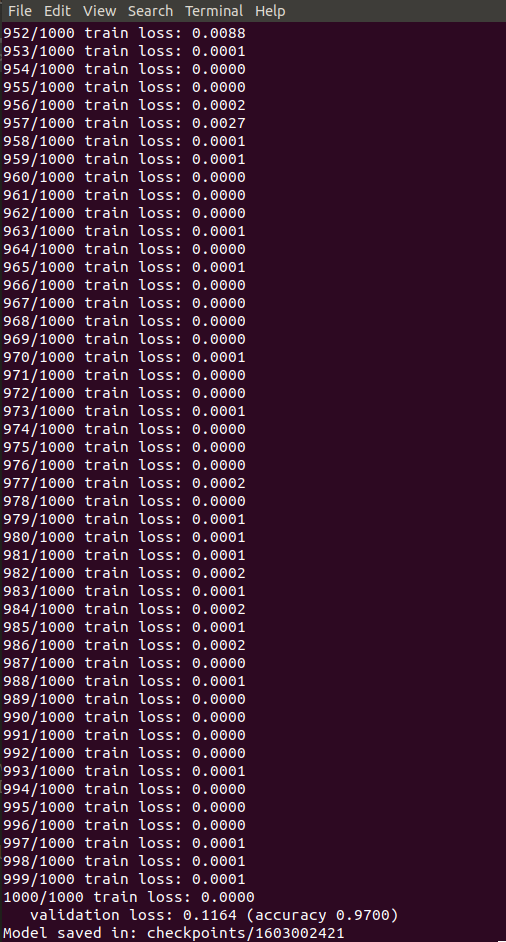 File Edit View Search Terminal Help
952/1000 train loss: 0.0088
953/1000 train loss: 0.0001
954/1000 train loss: 0.0000
955/1000 train loss: 0.0000
956/1000 train loss: 0.0002
957/1000 train loss: 0.0027
958/1000 train loss: 0.0001
959/1000 train loss: 0.0001
960/1000 train loss: 0.0000
961/1000 train loss: 0.0000
962/1000 train loss: 0.0000
963/1000 train loss: 0.0001
964/1000 train loss: 0.0000
965/1000 train loss: 0.0001
966/1000 train loss: 0.0000
967/1000 train loss: 0.0000
968/1000 train loss: 0.0000
969/1000 train loss: 0.0000
970/1000 train loss: 0.0001
971/1000 train loss: 0.0000
972/1000 train loss: 0.0000
973/1000 train loss: 0.0001
974/1000 train loss: 0.0000
975/1000 train loss: 0.0000
976/1000 train loss: 0.0000
977/1000 train loss: 0.0002
978/1000 train loss: 0.0000
979/1000 train loss: 0.0001
980/1000 train loss: 0.0001
981/1000 train loss: 0.0001
982/1000 train loss: 0.0002
983/1000 train loss: 0.0001
984/1000 train loss: 0.0002
985/1000 train loss: 0.0001
986/1000 train loss: 0.0002
987/1000 train loss: 0.0000
988/1000 train loss: 0.0001
989/1000 train loss: 0.0000
990/1000 train loss: 0.0000
991/1000 train loss: 0.0000
992/1000 train loss: 0.0000
993/1000 train loss: 0.0001
994/1000 train loss: 0.0000
995/1000 train loss: 0.0000
996/1000 train loss: 0.0000
997/1000 train loss: 0.0001
998/1000 train loss: 0.0001
999/1000 train loss: 0.0001
1000/1000 train loss: 0.0000
validation loss: 0.1164 (accuracy 0.9700)
Model saved in: checkpoints/1603002421